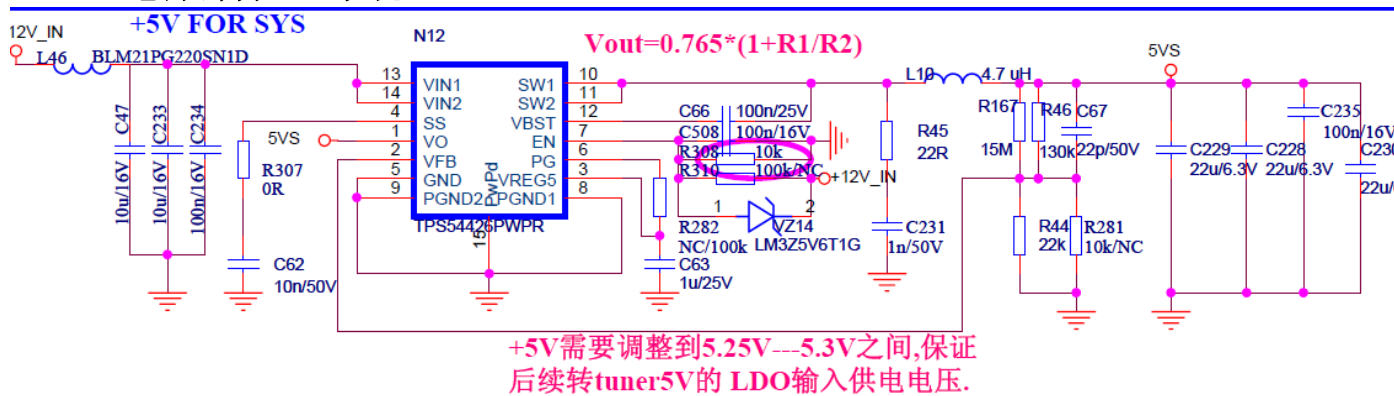 +5V FOR SYS
12V_IN
L46
BLM21PG220SN1D
N12
Vout=0.765*(1+R1/R2)
C47
10u/16V
C233
10u/16V
C234
100n/16V
5VS
R307
0R
C62
10n/50V
13
14
4
1
2
5
9
VIN1
VIN2
SS
VO
VFB
GND
PGND2
PwPd
15
SW1
SW2
VBST
EN
PG
VREG5
PGND1
10
11
12
7
6
3
8
TPS54426PWPR
C66
100n/25V
C508
100n/16V
R308
10k
R310
100k/NC
+12V_IN
1
2
VZ14
LM3Z5V6T1G
R282
NC/100k
C63
1u/25V
R45
22R
C231
1n/50V
L10
4.7 uH
R167
15M
R46
130k
C67
22p/50V
R44
22k
R281
10k/NC
5VS
C229
22u/6.3V
C228
22u/6.3V
C235
100n/16V
C230
+5V需要调整到5.25V---5.3V之间,保证
后续转tuner5V的 LDO输入供电电压.